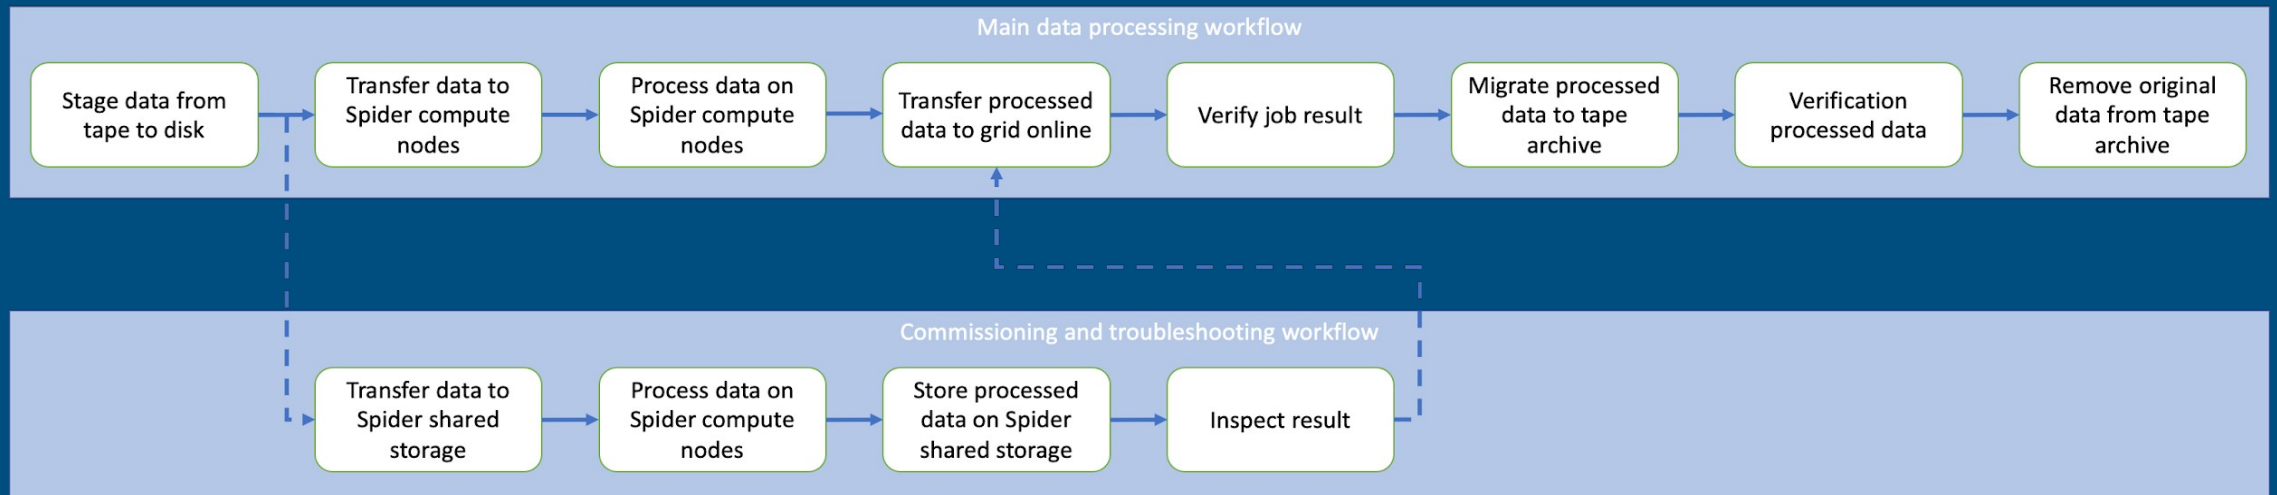 Main data processing workflow
Stage data from
tape to disk
Transfer data to
Spider compute
nodes
Process data on
Spider compute
nodes
Transfer processed
data to grid online
Verify job result
Migrate processed
data to tape
archive
Verification
processed data
Remove original
data from tape
archive
Commissioning and troubleshooting workflow
Transfer data to
Spider shared
storage
Process data on
Spider compute
nodes
Store processed
data on Spider
shared storage
Inspect result